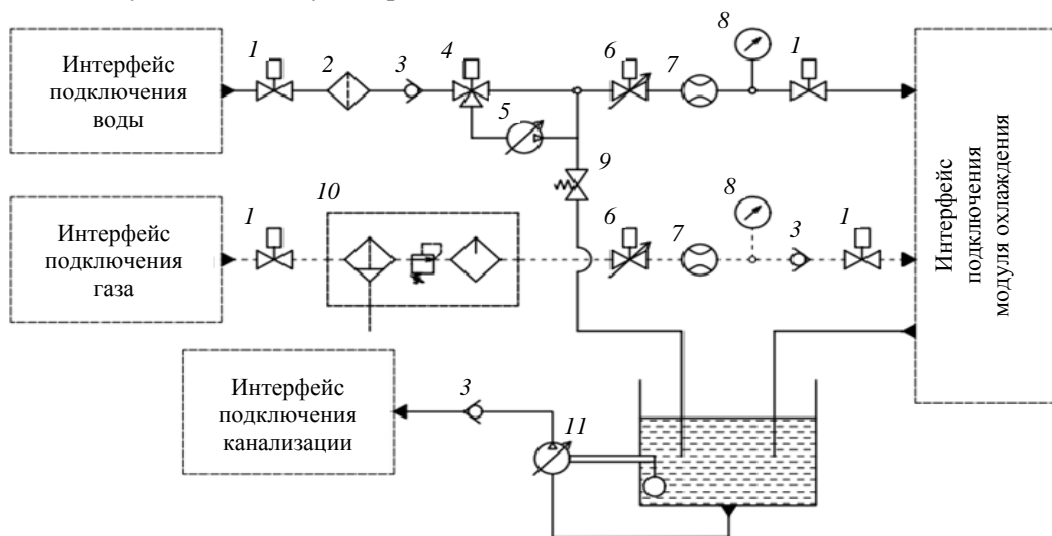 1
2
3
4
5
6
7
8
1
Интерфейс
подключения
воды
9
10
1
6
7
8
3
1
Интерфейс
подключения
газа
Интерфейс
подключения
модуля охлаждения
3
11
Интерфейс
подключения
канализации